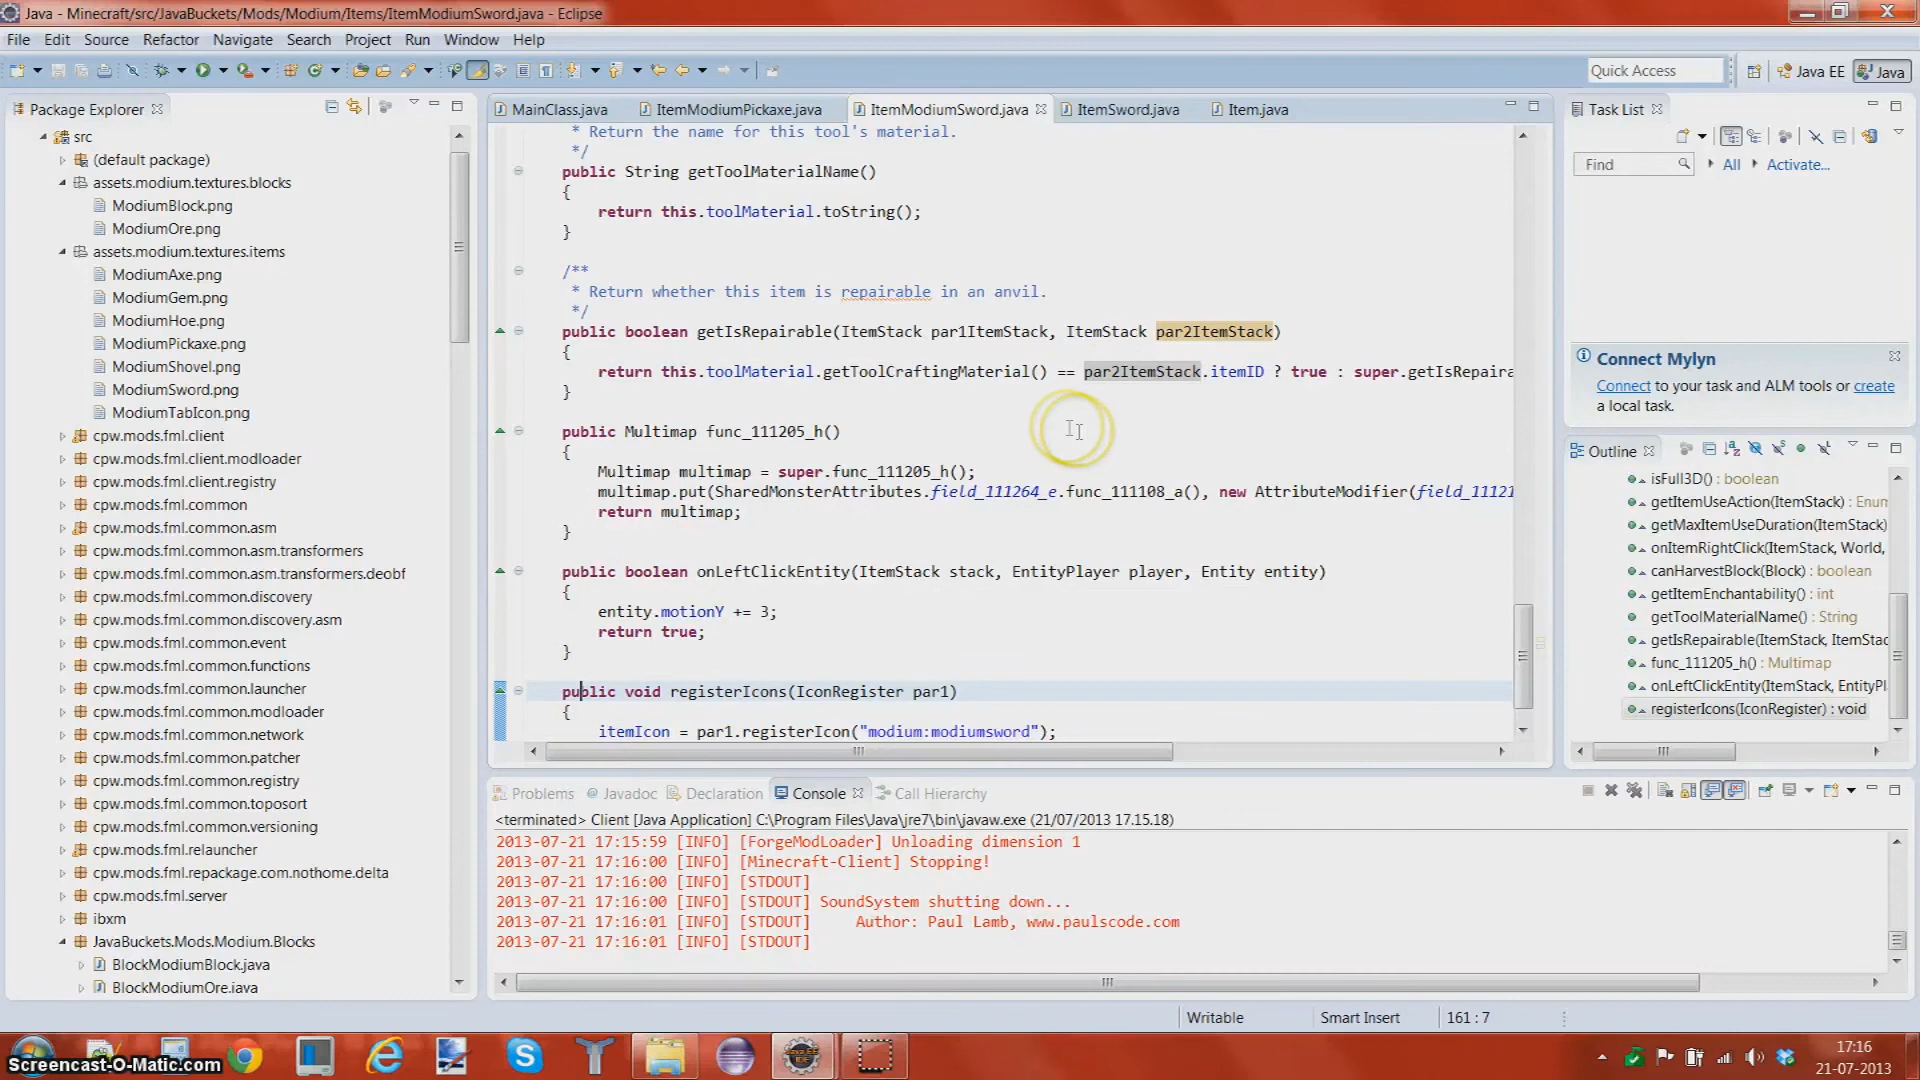 Java - Minecraft/src/JavaBuckets/Mods/Modium/Items/ItemModiumSword.java - Eclipse
File Edit Source Refactor Navigate Search Project Run Window Help
Quick Access
Java EE
Java
Package Explorer
src
(default package)
assets.modium.textures.blocks
ModiumBlock.png
ModiumOre.png
assets.modium.textures.items
ModiumAxe.png
ModiumGem.png
ModiumHoe.png
ModiumPickaxe.png
ModiumShovel.png
ModiumSword.png
ModiumTabIcon.png
cpw.mods.fml.client
cpw.mods.fml.client.modloader
cpw.mods.fml.client.registry
cpw.mods.fml.common
cpw.mods.fml.common.asm
cpw.mods.fml.common.asm.transformers
cpw.mods.fml.common.asm.transformers.deobf
cpw.mods.fml.common.discovery
cpw.mods.fml.common.discovery.asm
cpw.mods.fml.common.event
cpw.mods.fml.common.functions
cpw.mods.fml.common.launcher
cpw.mods.fml.common.modloader
cpw.mods.fml.common.network
cpw.mods.fml.common.patcher
cpw.mods.fml.common.registry
cpw.mods.fml.common.toposort
cpw.mods.fml.common.versioning
cpw.mods.fml.relauncher
cpw.mods.fml.repackage.com.nothome.delta
cpw.mods.fml.server
ibxm
JavaBuckets.Mods.Modium.Blocks
BlockModiumBlock.java
BlockModiumOre.java
MainClass.java ItemModiumPickaxe.java ItemModiumSword.java ItemSword.java Item.java
* Return the name for this tool's material.
*/
public String getToolMaterialName()
{
return this.toolMaterial.toString();
}
/**
* Return whether this item is repairable in an anvil.
*/
public boolean getIsRepairable(ItemStack par1ItemStack, ItemStack par2ItemStack)
{
return this.toolMaterial.getToolCraftingMaterial() == par2ItemStack.itemID ? true : super.getIsRepaira
}
public Multimap func_111205_h()
{
Multimap multimap = super.func_111205_h();
multimap.put(SharedMonsterAttributes.field_111264_e.func_111108_a(), new AttributeModifier(field_11121
return multimap;
}
public boolean onLeftClickEntity(ItemStack stack, EntityPlayer player, Entity entity)
{
entity.motionY += 3;
return true;
}
public void registerIcons(IconRegister par1)
{
itemIcon = par1.registerIcon("modium:modiumsword");
Task List
Find All Activate...
Connect Mylyn
Connect to your task and ALM tools or create
a local task.
Outline
isFull3D() : boolean
getItemUseAction(ItemStack) : Enum
getMaxItemUseDuration(ItemStack)
onItemRightClick(ItemStack, World,
canHarvestBlock(Block) : boolean
getItemEnchantability() : int
getToolMaterialName() : String
getIsRepairable(ItemStack, ItemStac
func_111205_h() : Multimap
onLeftClickEntity(ItemStack, EntityPl
registerIcons(IconRegister) : void
Problems Javadoc Declaration Console Call Hierarchy
<terminated> Client [Java Application] C:\Program Files\Java\jre7\bin\javaw.exe (21/07/2013 17.15.18)
2013-07-21 17:15:59 [INFO] [ForgeModLoader] Unloading dimension 1
2013-07-21 17:16:00 [INFO] [Minecraft-Client] Stopping!
2013-07-21 17:16:00 [INFO] [STDOUT]
2013-07-21 17:16:00 [INFO] [STDOUT] SoundSystem shutting down...
2013-07-21 17:16:01 [INFO] [STDOUT] Author: Paul Lamb, www.paulscode.com
2013-07-21 17:16:01 [INFO] [STDOUT]
Writable Smart Insert 161 : 7
Screencast-O-Matic.com
17:16
21-07-2013